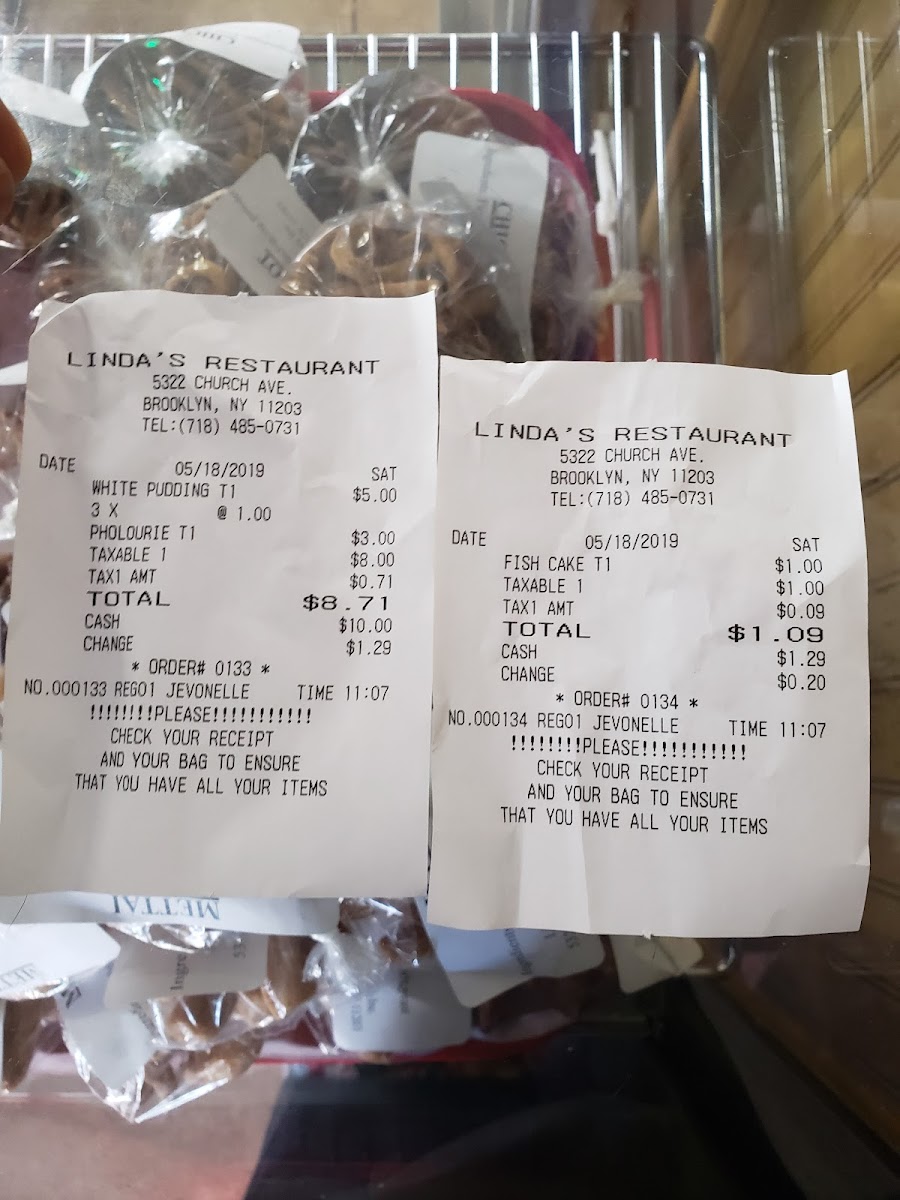 LINDA'S RESTAURANT
5322 CHURCH AVE.
BROOKLYN, NY 11203
TEL:(718) 485-0731
DATE 05/18/2019 SAT
WHITE PUDDING T1 $5.00
3 X @ 1.00
PHOLOURIE T1 $3.00
TAXABLE 1 $8.00
TAX1 AMT $0.71
TOTAL $8.71
CASH $10.00
CHANGE $1.29
* ORDER# 0133 *
NO.000133 REG01 JEVONELLE TIME 11:07
!!!!!!!!PLEASE!!!!!!!!!!!
CHECK YOUR RECEIPT
AND YOUR BAG TO ENSURE
THAT YOU HAVE ALL YOUR ITEMS
LINDA'S RESTAURANT
5322 CHURCH AVE.
BROOKLYN, NY 11203
TEL:(718) 485-0731
DATE 05/18/2019 SAT
FISH CAKE T1 $1.00
TAXABLE 1 $1.00
TAX1 AMT $0.09
TOTAL $1.09
CASH $1.29
CHANGE $0.20
* ORDER# 0134 *
NO.000134 REG01 JEVONELLE TIME 11:07
!!!!!!!!PLEASE!!!!!!!!!!!
CHECK YOUR RECEIPT
AND YOUR BAG TO ENSURE
THAT YOU HAVE ALL YOUR ITEMS
METTAI